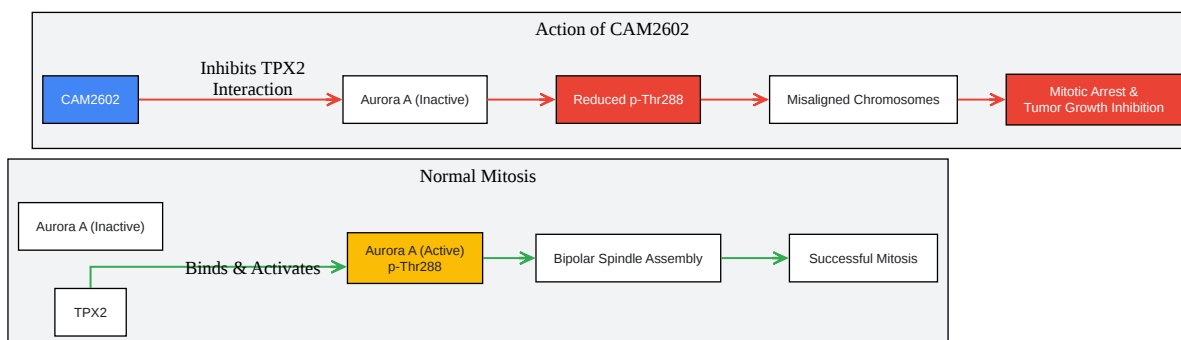 Action of CAM2602
CAM2602
Inhibits TPX2
Interaction
Aurora A (Inactive)
Reduced p-Thr288
Misaligned Chromosomes
Mitotic Arrest &
Tumor Growth Inhibition
Normal Mitosis
Aurora A (Inactive)
TPX2
Binds & Activates
Aurora A (Active)
p-Thr288
Bipolar Spindle Assembly
Successful Mitosis